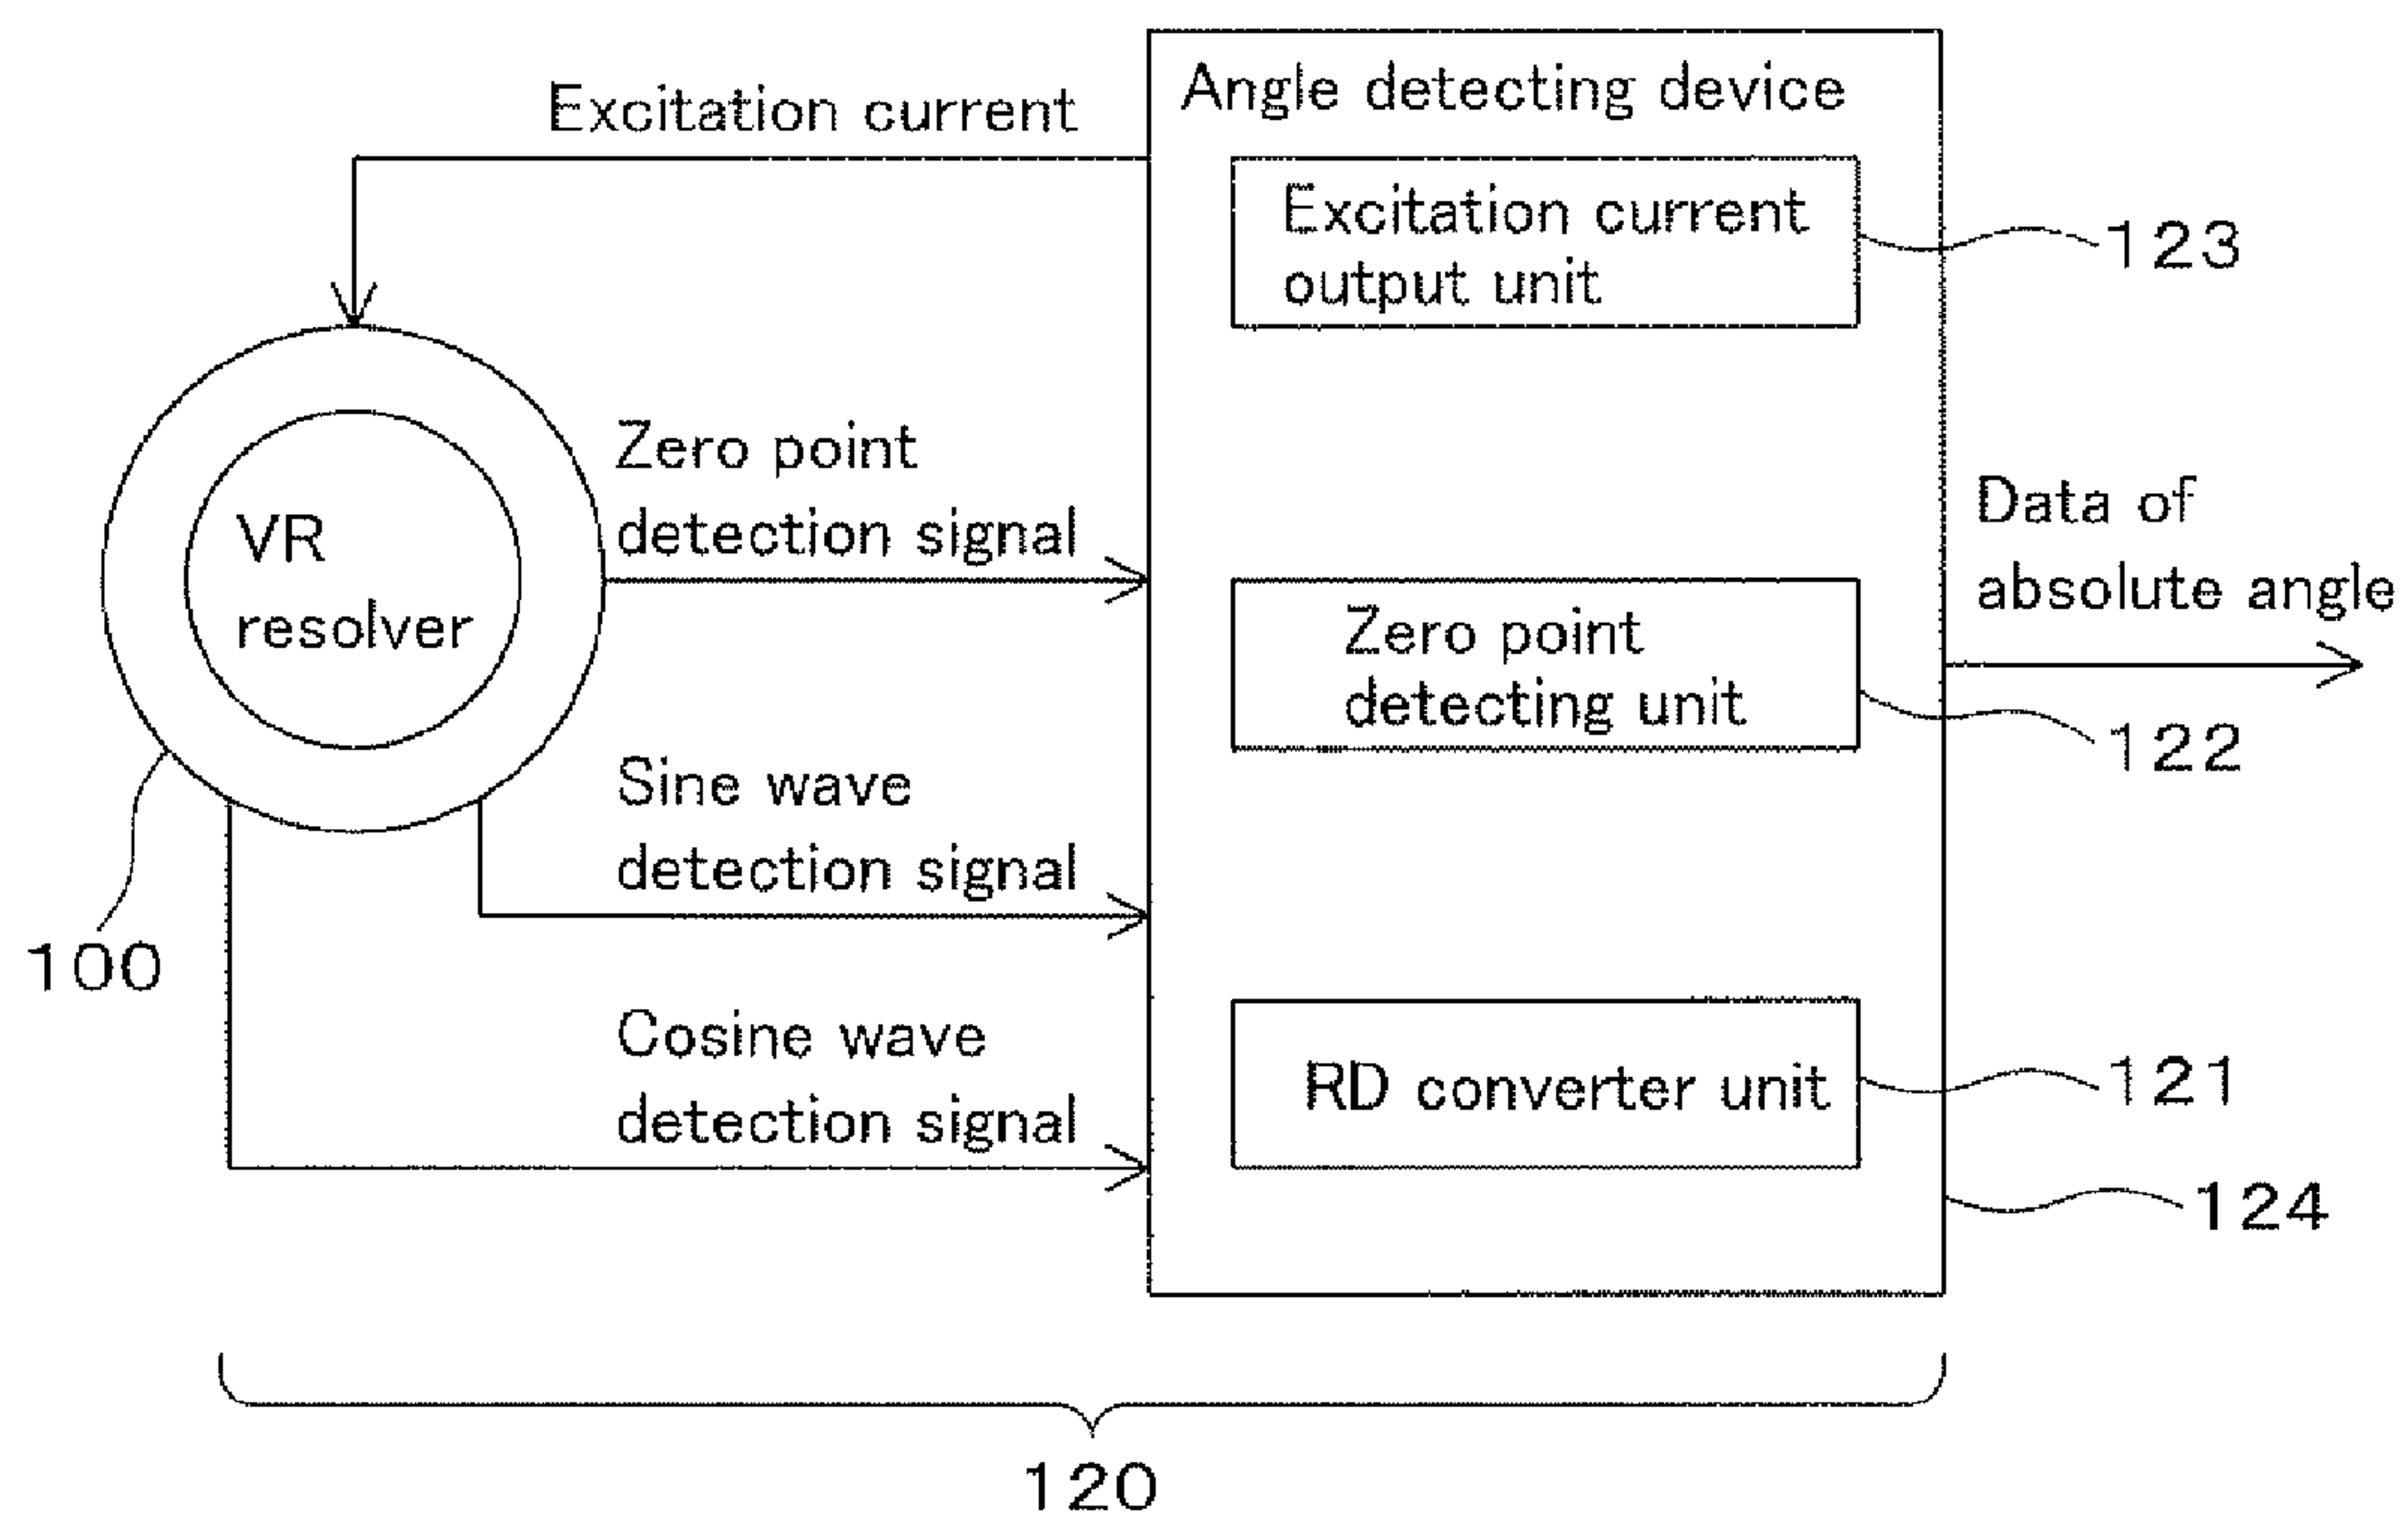 Angle detecting device
Excitation current
Excitation current
output unit
123
Zero point
detection signal
VR
resolver
Data of
absolute angle
Zero point
detecting unit
122
Sine wave
detection signal
100
Cosine wave
detection signal
RD converter unit
121
124
120